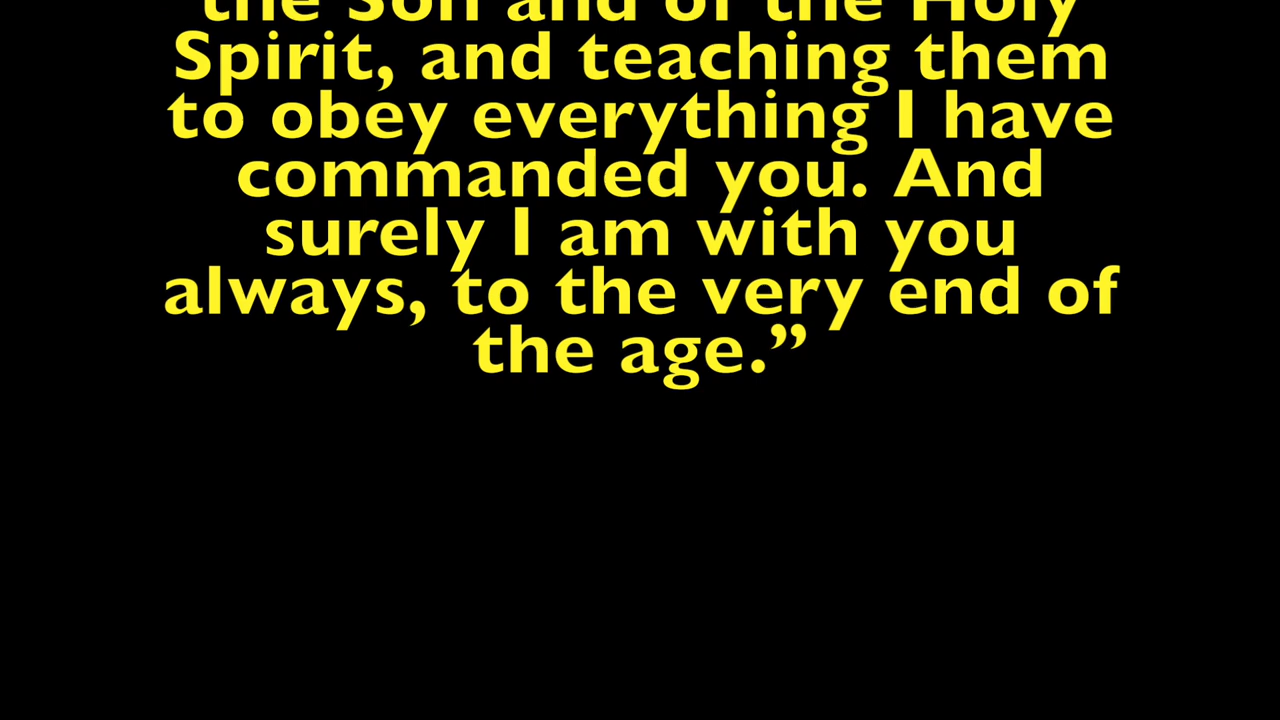 the Son and of the Holy
Spirit, and teaching them
to obey everything I have
commanded you. And
surely I am with you
always, to the very end of
the age.”